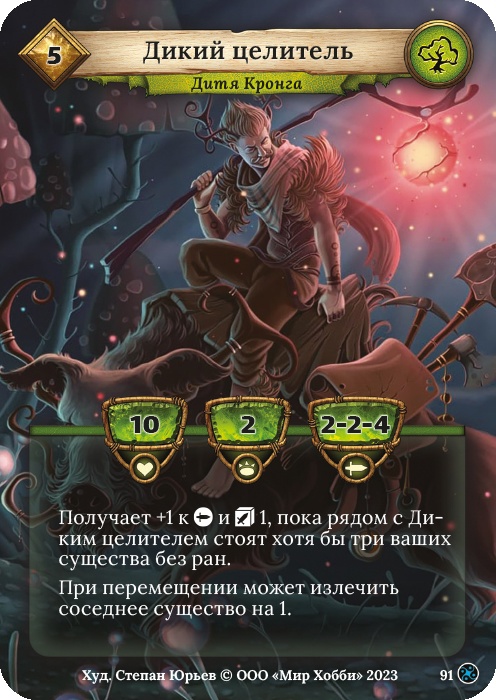 5
Дикий целитель
Дитя Кронга
10
2
2-2-4
Получает +1 к и 1, пока рядом с Ди-
ким целителем стоят хотя бы три ваших
существа без ран.
При перемещении может излечить
соседнее существо на 1.
Худ. Степан Юрьев © ООО «Мир Хобби» 2023
91